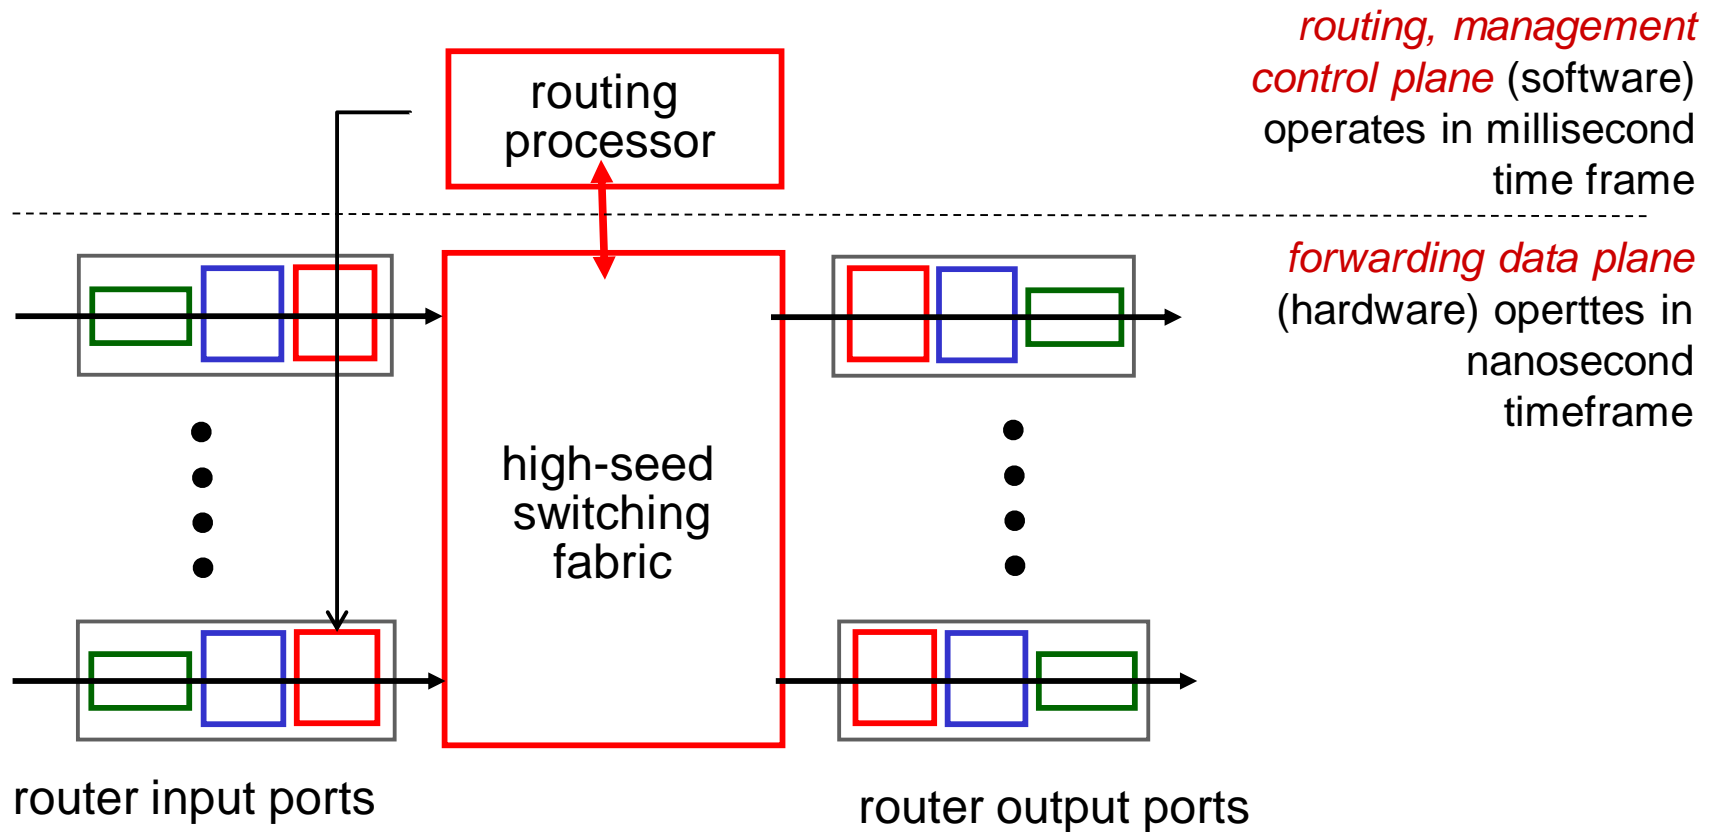 routing, management
control plane (software)
operates in millisecond
time frame
routing
processor
forwarding data plane
(hardware) operttes in
nanosecond
timeframe
high-seed
switching
fabric
router input ports
router output ports